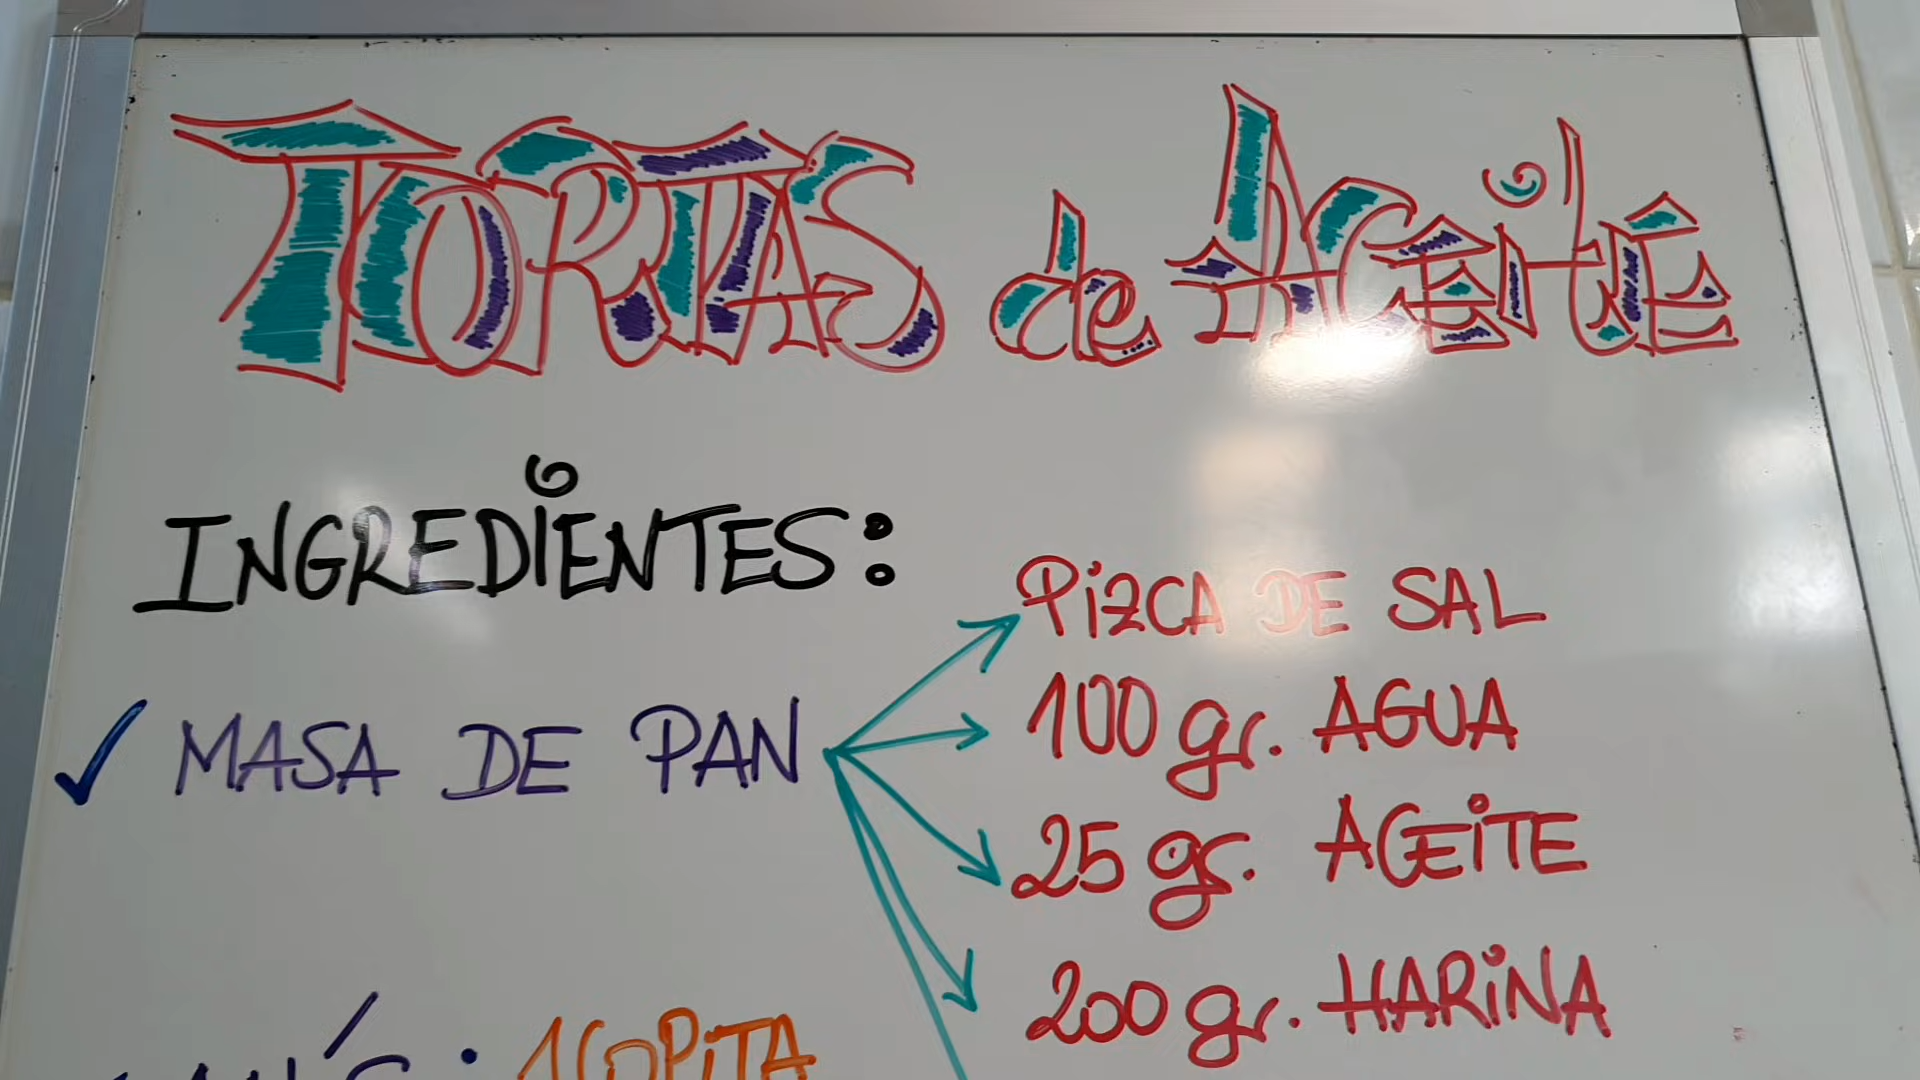 TORTAS de ACEITE
INGREDIENTES:
✓ MASA DE PAN
PIZCA DE SAL
100 gr. AGUA
25 gs. ACEITE
200 gr. HARINA
: 1 COPITA